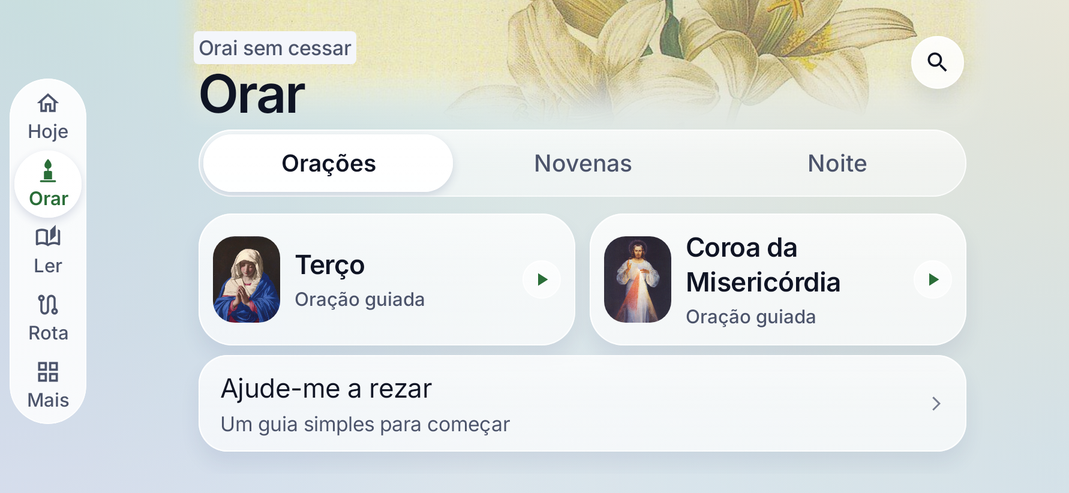 Orai sem cessar
Orar
Hoje
Orar
Ler
Rota
Mais
Orações
Novenas
Noite
Terço
Oração guiada
Coroa da
Misericórdia
Oração guiada
Ajude-me a rezar
Um guia simples para começar